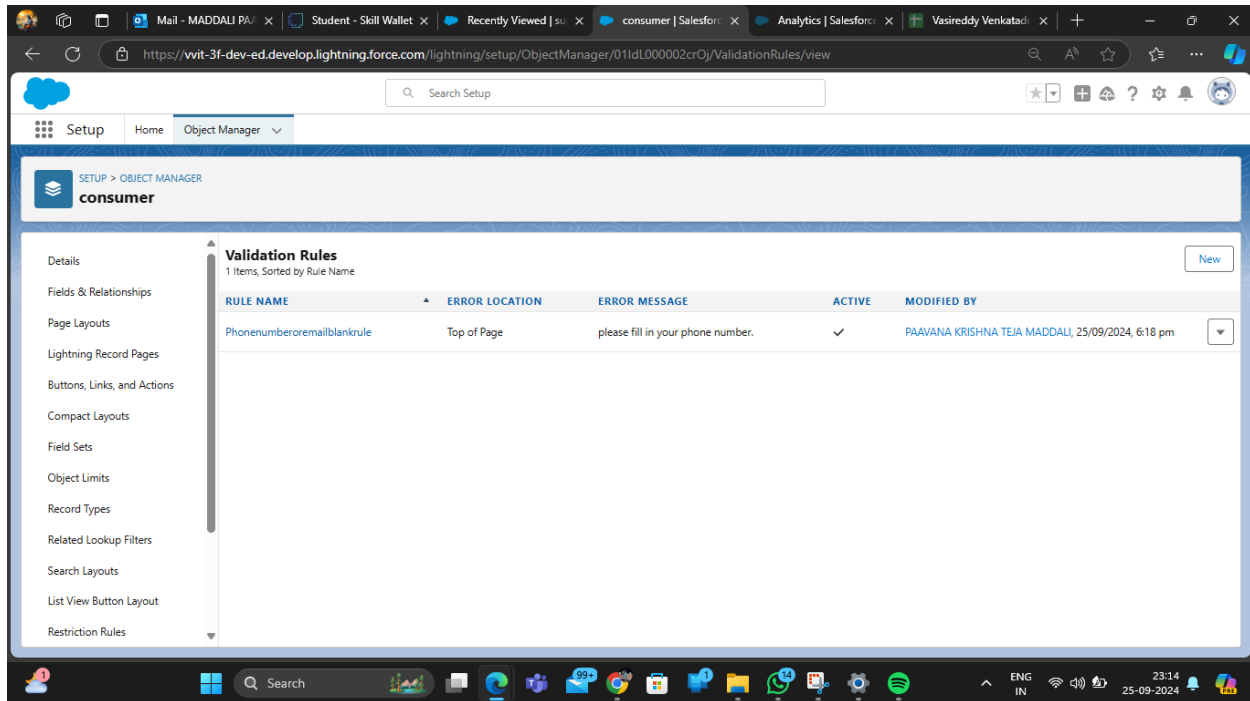 Mail - MADDALI PAA
Student - Skill Wallet
Recently Viewed | su
consumer | Salesforc
Analytics | Salesforce
Vasireddy Venkatadr
https://vvit-3f-dev-ed.develop.lightning.force.com/lightning/setup/ObjectManager/01IdL000002crOj/ValidationRules/view
Search Setup
Setup
Home
Object Manager
SETUP > OBJECT MANAGER
consumer
Details
Fields & Relationships
Page Layouts
Lightning Record Pages
Buttons, Links, and Actions
Compact Layouts
Field Sets
Object Limits
Record Types
Related Lookup Filters
Search Layouts
List View Button Layout
Restriction Rules
Validation Rules
1 Items, Sorted by Rule Name
New
RULE NAME ERROR LOCATION ERROR MESSAGE ACTIVE MODIFIED BY
Phonenumberoremailblankrule Top of Page please fill in your phone number. PAAVANA KRISHNA TEJA MADDALI, 25/09/2024, 6:18 pm
1
Search
99+
1
14
ENG
IN
23:14
25-09-2024
PRE